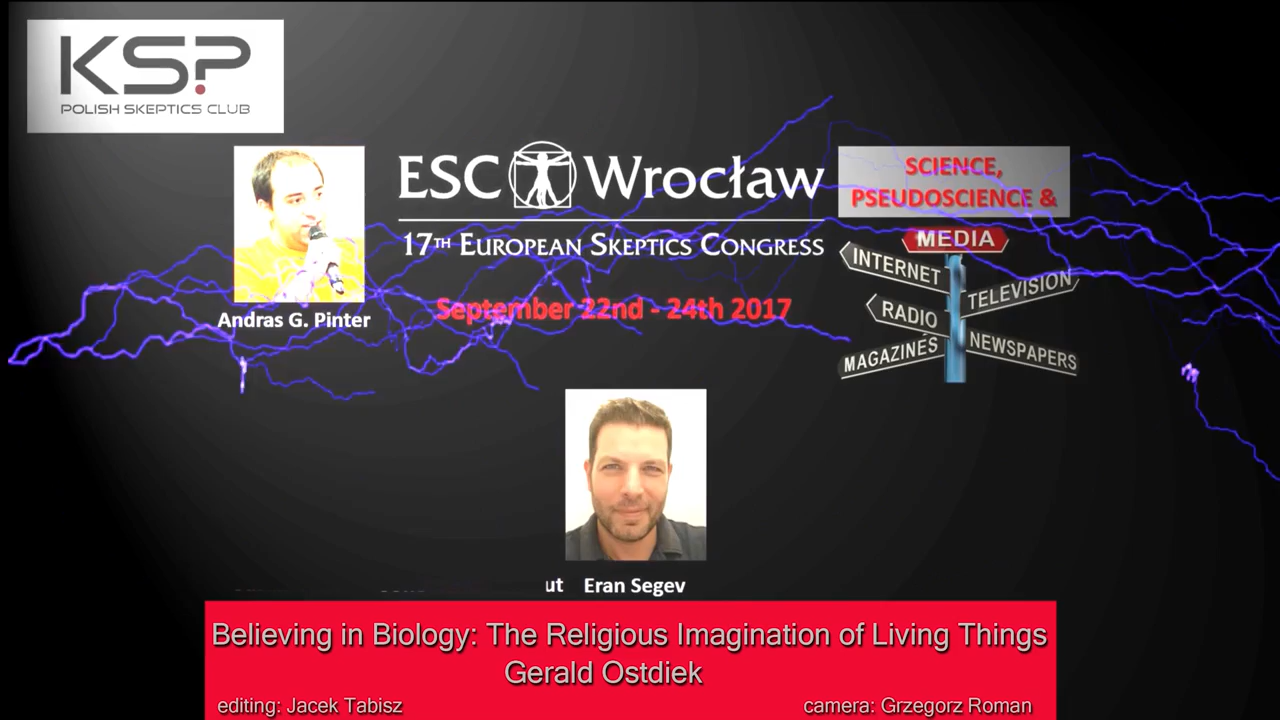 KS?
POLISH SKEPTICS CLUB
ESC Wrocław
17TH EUROPEAN SKEPTICS CONGRESS
September 22nd - 24th 2017
SCIENCE,
PSEUDOSCIENCE &
MEDIA
INTERNET
TELEVISION
RADIO
NEWSPAPERS
MAGAZINES
Andras G. Pinter
ut Eran Segev
Believing in Biology: The Religious Imagination of Living Things
Gerald Ostdiek
editing: Jacek Tabisz
camera: Grzegorz Roman